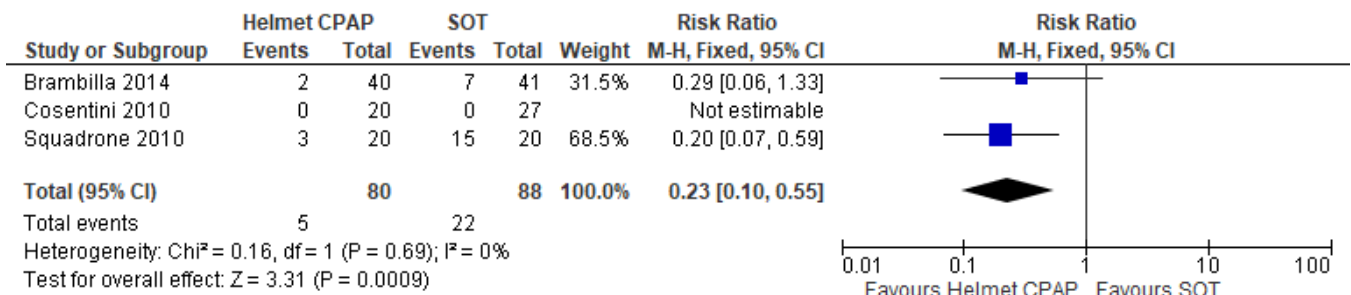 Helmet CPAP SOT Risk Ratio Risk Ratio
Study or Subgroup Events Total Events Total Weight M-H, Fixed, 95% CI M-H, Fixed, 95% CI
Brambilla 2014 2 40 7 41 31.5% 0.29 [0.06, 1.33]
Cosentini 2010 0 20 0 27 Not estimable
Squadrone 2010 3 20 15 20 68.5% 0.20 [0.07, 0.59]
Total (95% CI) 80 88 100.0% 0.23 [0.10, 0.55]
Total events 5 22
Heterogeneity: Chi² = 0.16, df = 1 (P = 0.69); I² = 0%
Test for overall effect: Z = 3.31 (P = 0.0009)
0.01 0.1 1 10 100
Favours Helmet CPAP Favours SOT